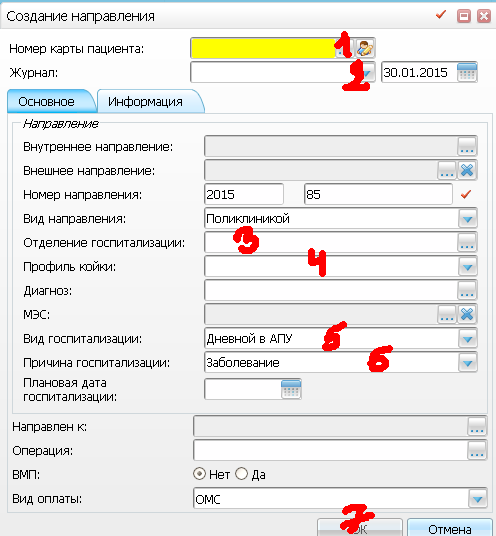 Создание направления
Номер карты пациента: 1
Журнал: 2 30.01.2015
Основное Информация
Направление
Внутреннее направление: ...
Внешнее направление: ...
Номер направления: 2015 85
Вид направления: Поликлиникой
Отделение госпитализации: 3 ...
Профиль койки: 4
Диагноз: ...
МЭС: ...
Вид госпитализации: Дневной в АПУ 5
Причина госпитализации: Заболевание 6
Плановая дата
госпитализации:
Направлен к: ...
Операция: ...
ВМП: Нет Да
Вид оплаты: ОМС
7 ОК Отмена